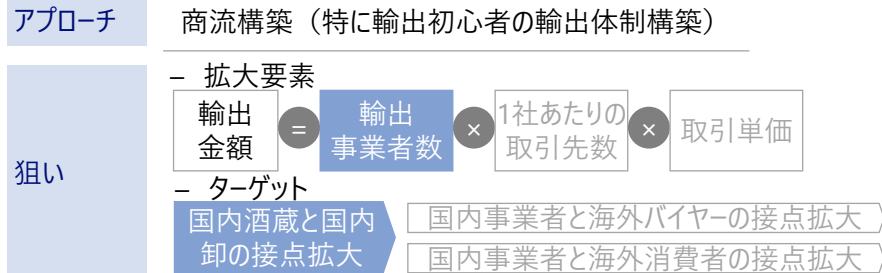 アプローチ
商流構築（特に輸出初心者の輸出体制構築）
狙い
– 拡大要素
輸出
金額
=
輸出
事業者数
×
1社あたりの
取引先数
×
取引単価
– ターゲット
国内酒蔵と国内
卸の接点拡大
国内事業者と海外バイヤーの接点拡大
国内事業者と海外消費者の接点拡大